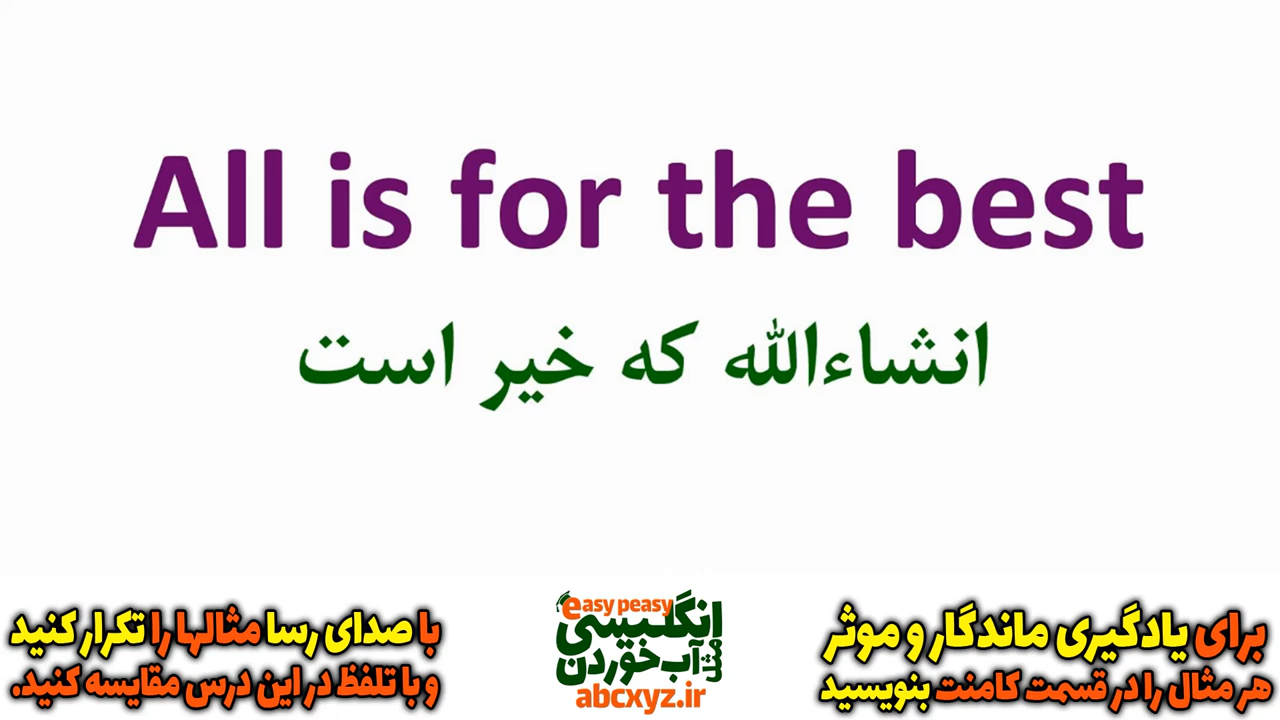 All is for the best
انشاءالله که خیر است
برای یادگیری ماندگار و موثر
هر مثال را در قسمت کامنت بنویسید
easy peasy
انگلیسی
مثل
آب خوردن
abcxyz.ir
با صدای رسا مثالها را تکرار کنید
و با تلفظ در این درس مقایسه کنید.